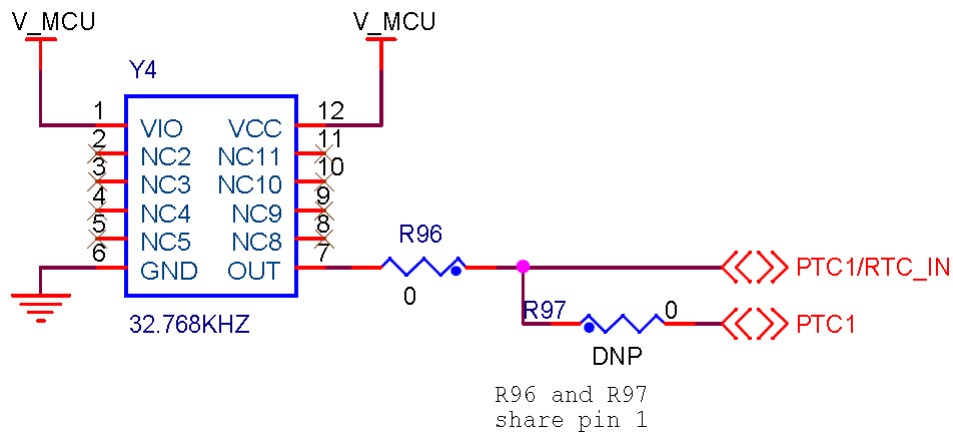 V_MCU V_MCU
Y4
1 VIO VCC 12
2 NC2 NC11 11
3 NC3 NC10 10
4 NC4 NC9 9
5 NC5 NC8 8
6 GND OUT 7
32.768KHZ
R96
0
PTC1/RTC_IN
R97 0
DNP
PTC1
R96 and R97
share pin 1